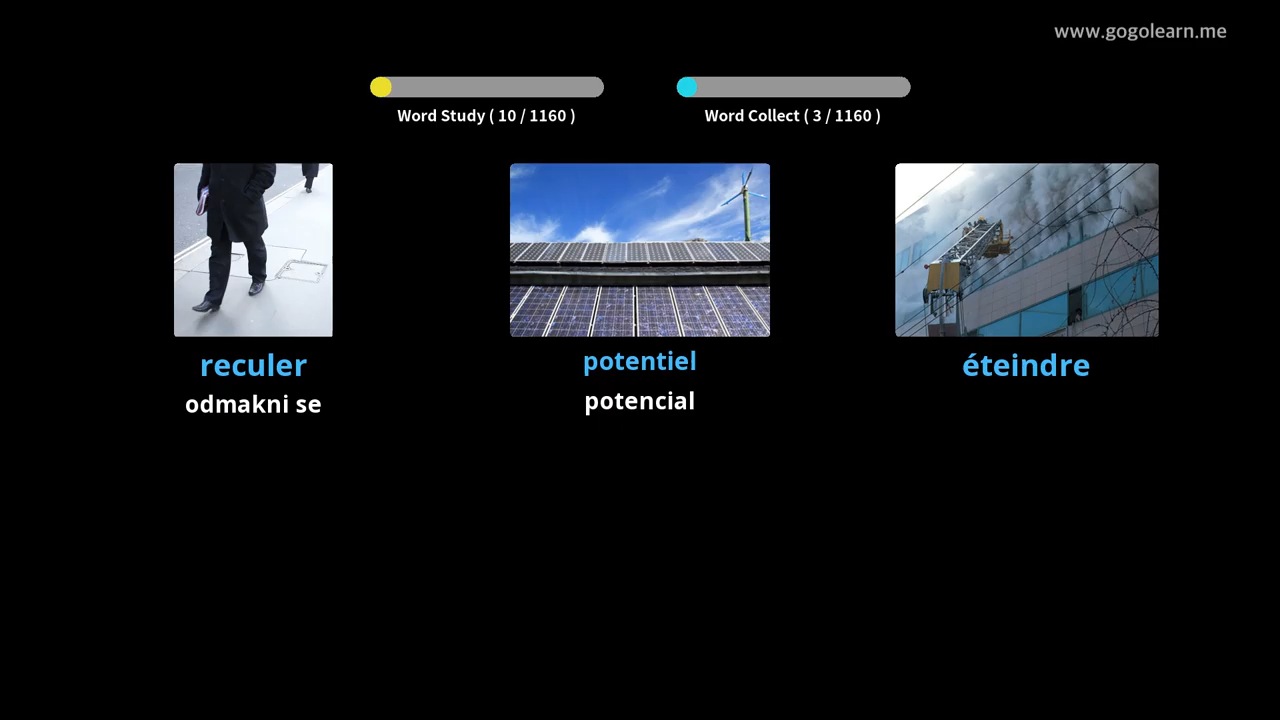 www.gogolearn.me
Word Study ( 10 / 1160 )
Word Collect ( 3 / 1160 )
reculer
odmakni se
potentiel
potencial
éteindre